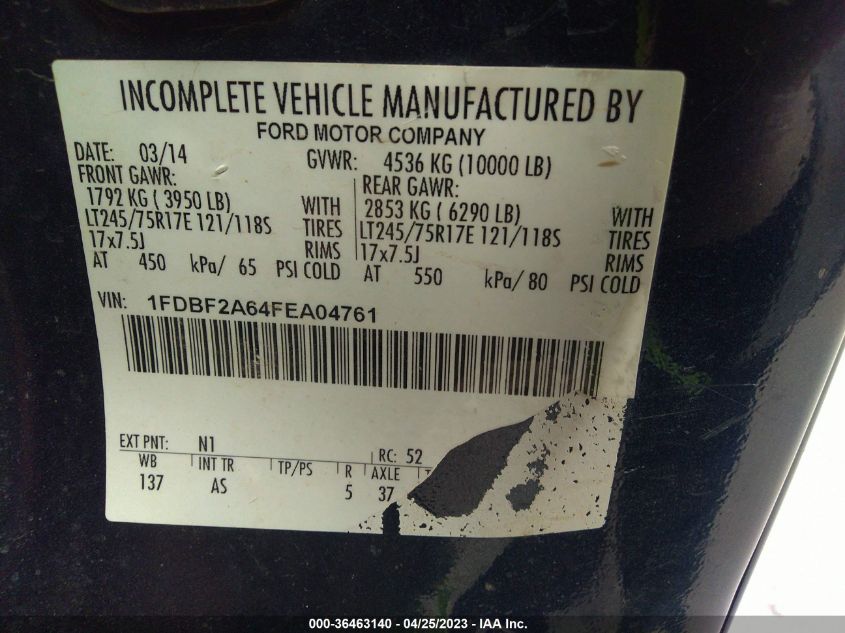 INCOMPLETE VEHICLE MANUFACTURED BY
FORD MOTOR COMPANY
DATE: 03/14 GVWR: 4536 KG (10000 LB)
FRONT GAWR: REAR GAWR:
1792 KG ( 3950 LB) WITH 2853 KG ( 6290 LB) WITH
LT245/75R17E 121/118S TIRES LT245/75R17E 121/118S TIRES
17x7.5J RIMS 17x7.5J RIMS
AT 450 kPa/ 65 PSI COLD AT 550 kPa/ 80 PSI COLD
VIN: 1FDBF2A64FEA04761
EXT PNT: N1 RC: 52
WB INT TR TP/PS R AXLE
137 AS 5 37
000-36463140 - 04/25/2023 - IAA Inc.